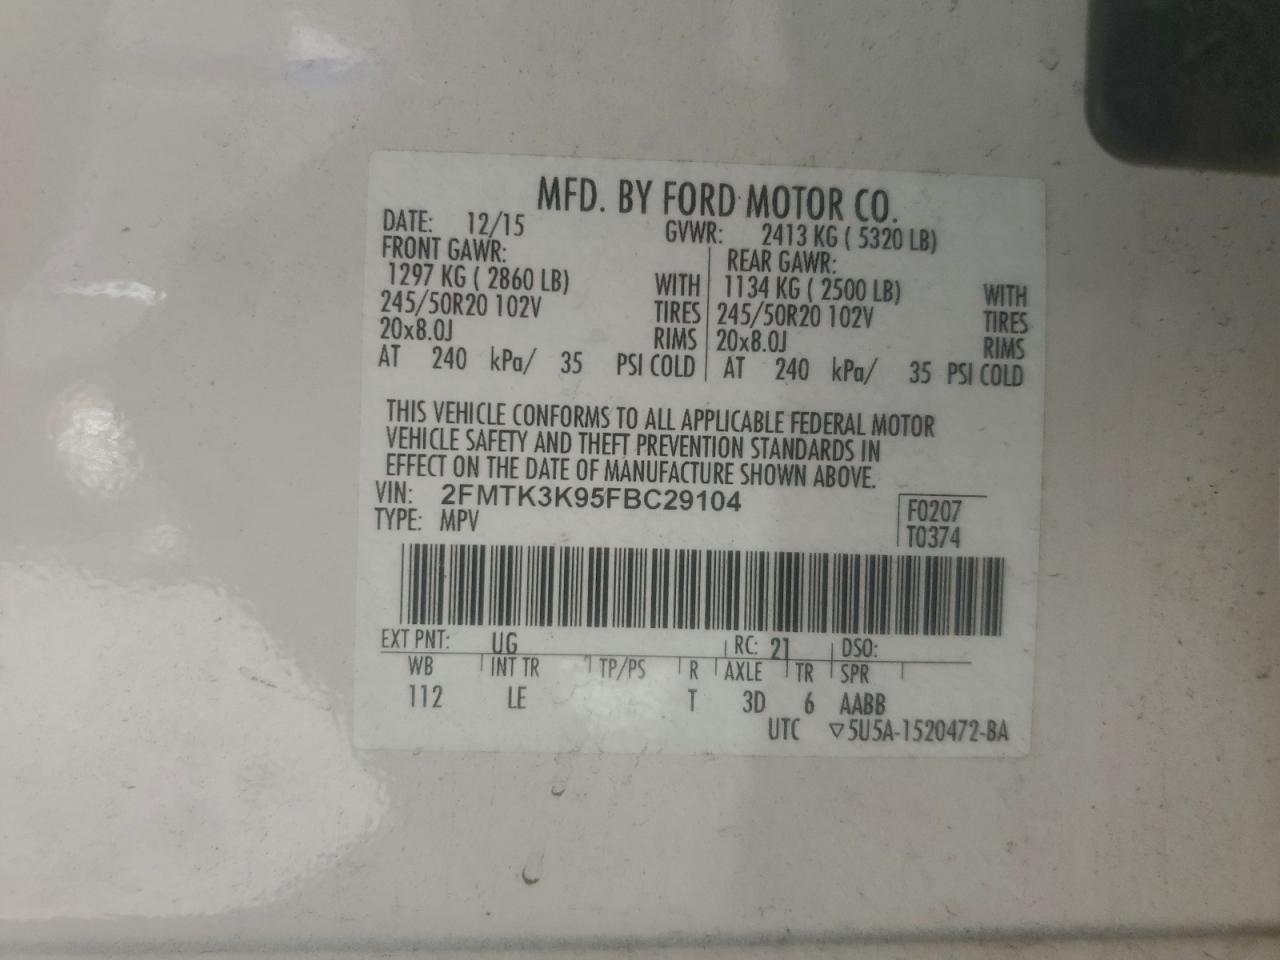 MFD. BY FORD MOTOR CO.
DATE: 12/15 GVWR: 2413 KG ( 5320 LB)
FRONT GAWR: REAR GAWR:
1297 KG ( 2860 LB) WITH 1134 KG ( 2500 LB) WITH
245/50R20 102V TIRES 245/50R20 102V TIRES
20x8.0J RIMS 20x8.0J RIMS
AT 240 kPa/ 35 PSI COLD AT 240 kPa/ 35 PSI COLD
THIS VEHICLE CONFORMS TO ALL APPLICABLE FEDERAL MOTOR
VEHICLE SAFETY AND THEFT PREVENTION STANDARDS IN
EFFECT ON THE DATE OF MANUFACTURE SHOWN ABOVE.
VIN: 2FMTK3K95FBC29104 F0207
TYPE: MPV T0374
EXT PNT: UG RC: 21 DSO:
WB INT TR TP/PS R AXLE TR SPR
112 LE T 3D 6 AABB
UTC ▽5U5A-1520472-BA